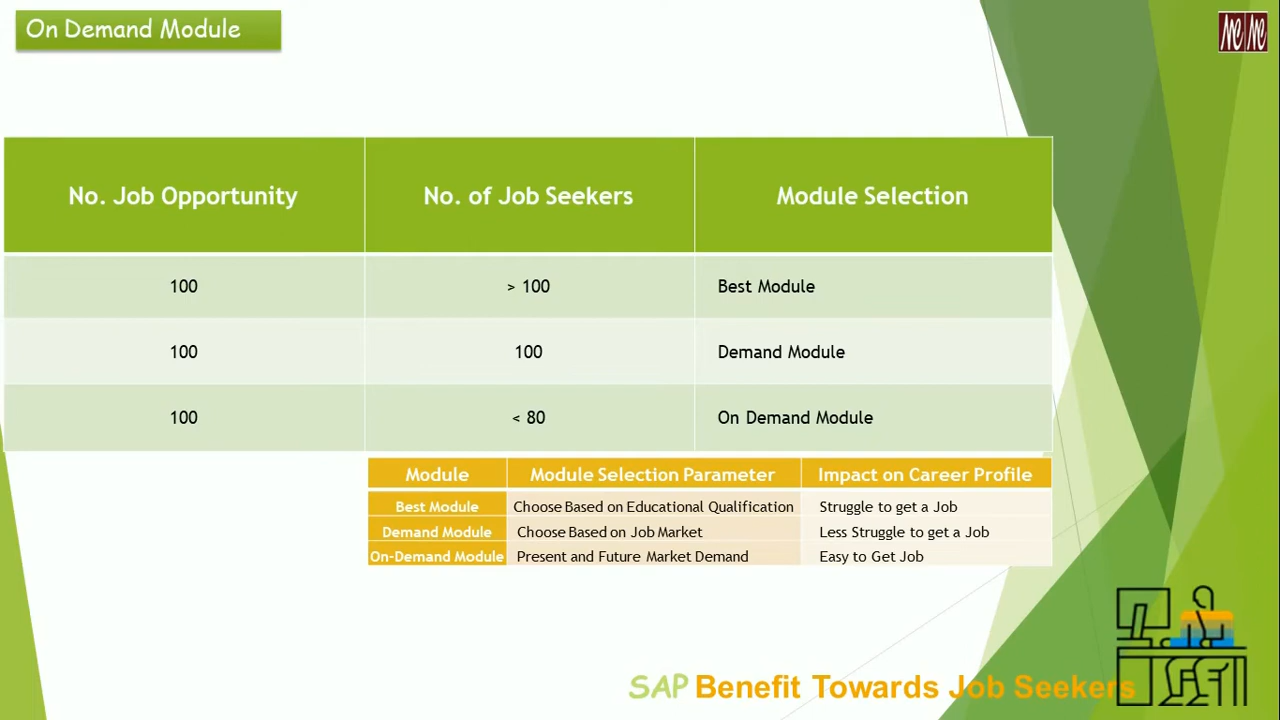 On Demand Module
No. Job Opportunity No. of Job Seekers Module Selection
100 > 100 Best Module
100 100 Demand Module
100 < 80 On Demand Module
Module Module Selection Parameter Impact on Career Profile
Best Module Choose Based on Educational Qualification Struggle to get a Job
Demand Module Choose Based on Job Market Less Struggle to get a Job
On-Demand Module Present and Future Market Demand Easy to Get Job
SAP Benefit Towards Job Seekers